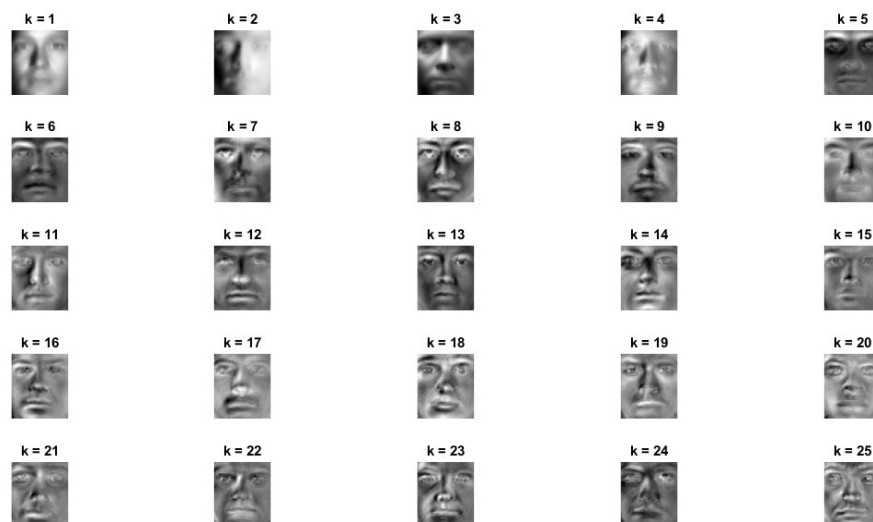 k = 1 k = 2 k = 3 k = 4 k = 5
k = 6 k = 7 k = 8 k = 9 k = 10
k = 11 k = 12 k = 13 k = 14 k = 15
k = 16 k = 17 k = 18 k = 19 k = 20
k = 21 k = 22 k = 23 k = 24 k = 25